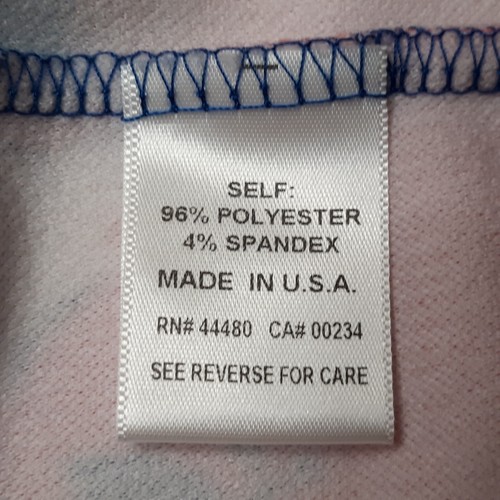 SELF:
96% POLYESTER
4% SPANDEX
MADE IN U.S.A.
RN# 44480 CA# 00234
SEE REVERSE FOR CARE